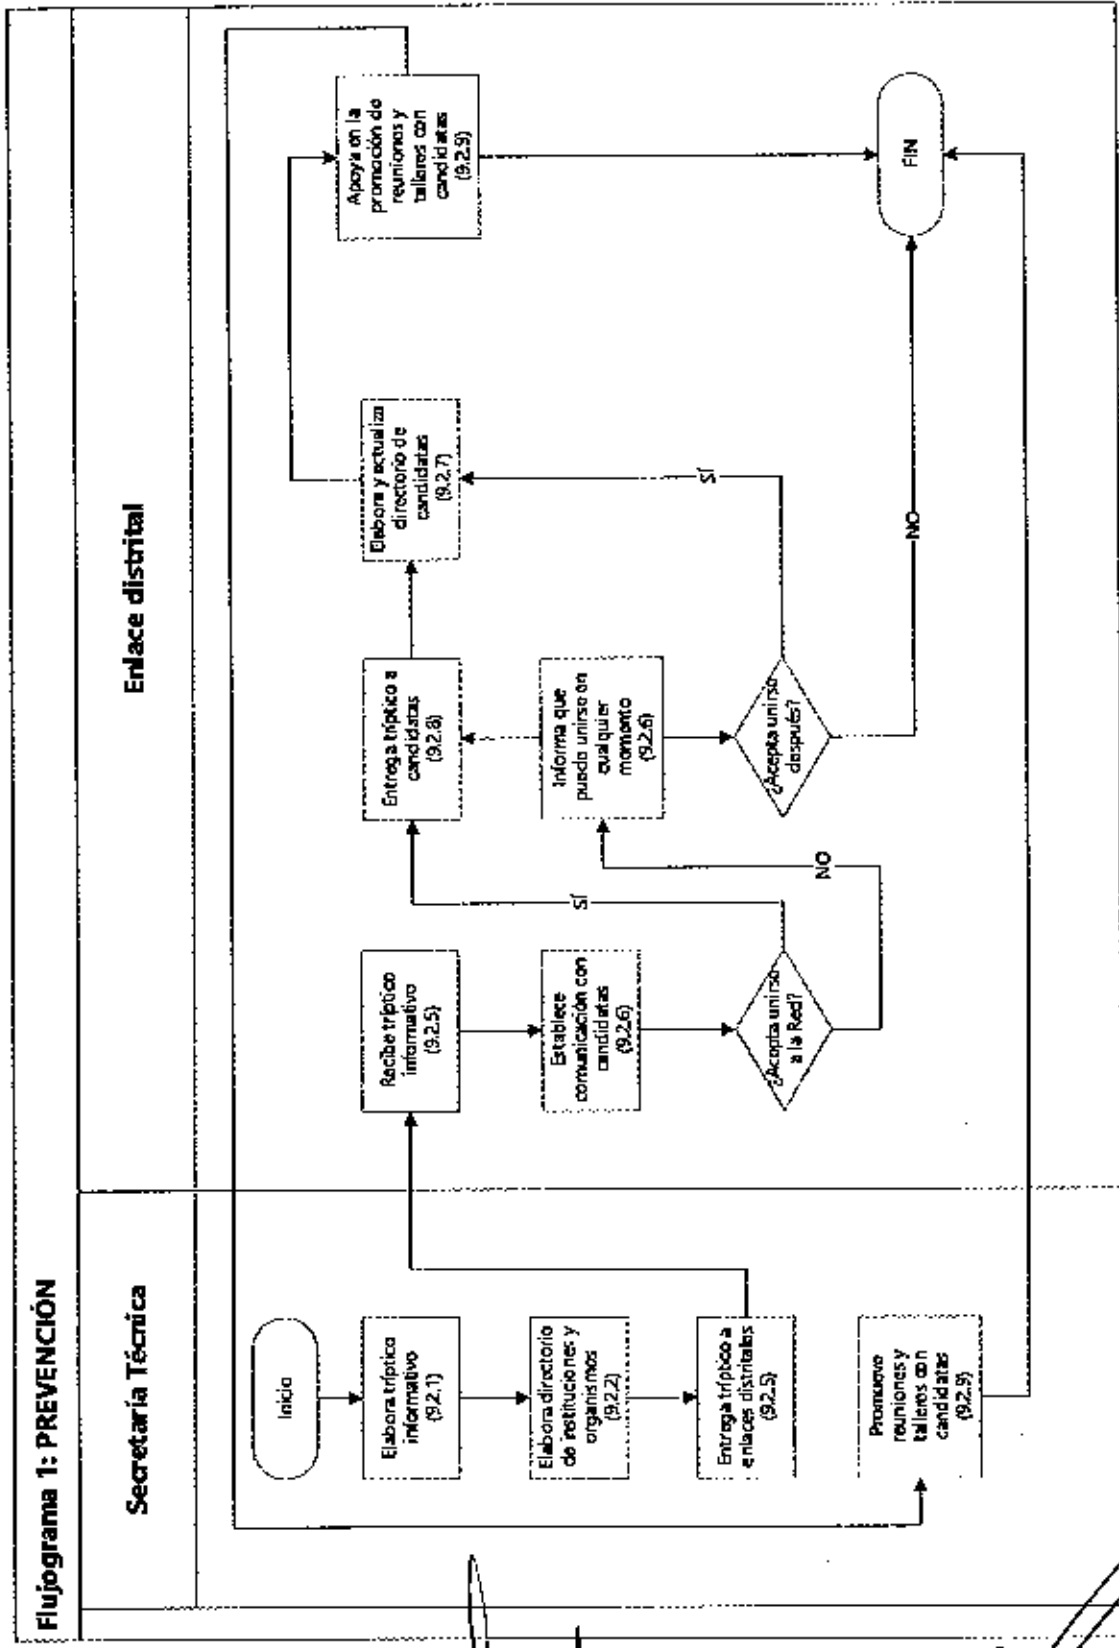 Flujograma 1: PREVENCIÓN
Secretaría Técnica
Enlace distrital
Inicio
Elabora tríptico
informativo
(9.2.1)
Elabora directorio
de instituciones y
organismos
(9.2.2)
Entrega tríptico a
enlaces distritales
(9.2.5)
Promueve
reuniones y
talleres con
candidatas
(9.2.9)
Recibe tríptico
informativo
(9.2.5)
Establece
comunicación con
candidatas
(9.2.6)
¿Acepta unirse
a la Red?
SÍ
NO
Entrega tríptico a
candidatas
(9.2.8)
Informa que
puede unirse en
cualquier
momento
(9.2.6)
¿Acepta unirse
después?
SÍ
NO
Elabora y actualiza
directorio de
candidatas
(9.2.7)
Apoya en la
promoción de
reuniones y
talleres con
candidatas
(9.2.9)
FIN